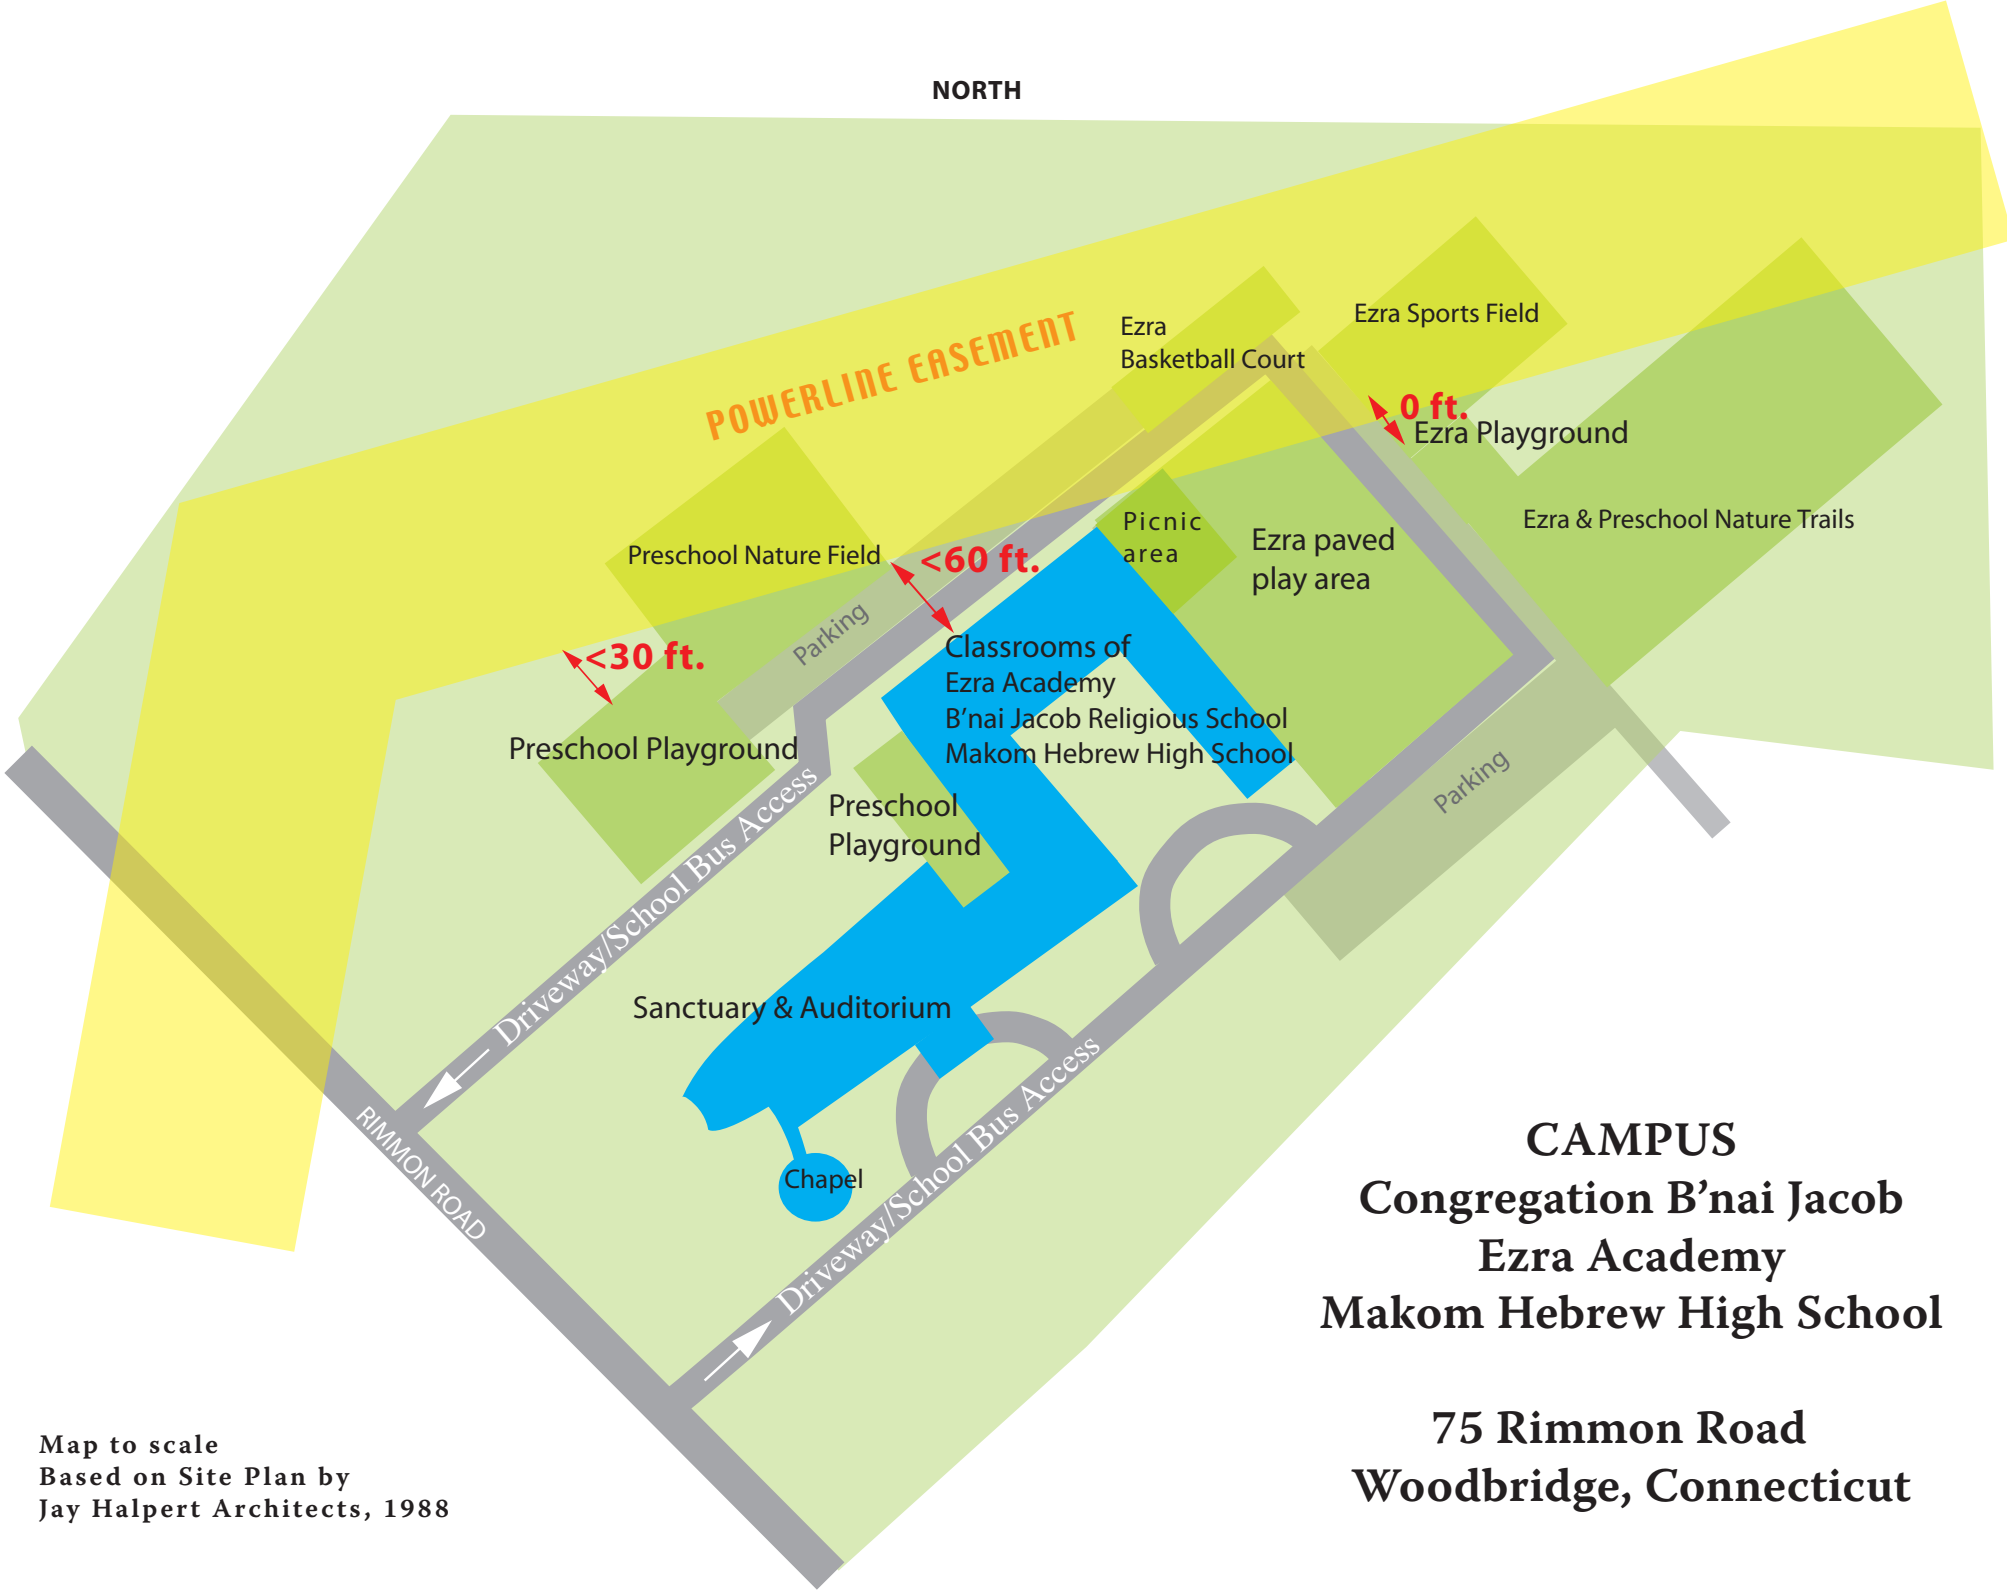 NORTH
POWERLINE EASEMENT
Ezra
Basketball Court
Ezra Sports Field
0 ft.
Ezra Playground
Ezra & Preschool Nature Trails
Picnic
area
Ezra paved
play area
Preschool Nature Field
<60 ft.
Parking
<30 ft.
Classrooms of
Ezra Academy
B’nai Jacob Religious School
Makom Hebrew High School
Preschool Playground
Parking
Preschool
Playground
Driveway/School Bus Access
Sanctuary & Auditorium
Chapel
Driveway/School Bus Access
RIMMON ROAD
CAMPUS
Congregation B’nai Jacob
Ezra Academy
Makom Hebrew High School
75 Rimmon Road
Woodbridge, Connecticut
Map to scale
Based on Site Plan by
Jay Halpert Architects, 1988